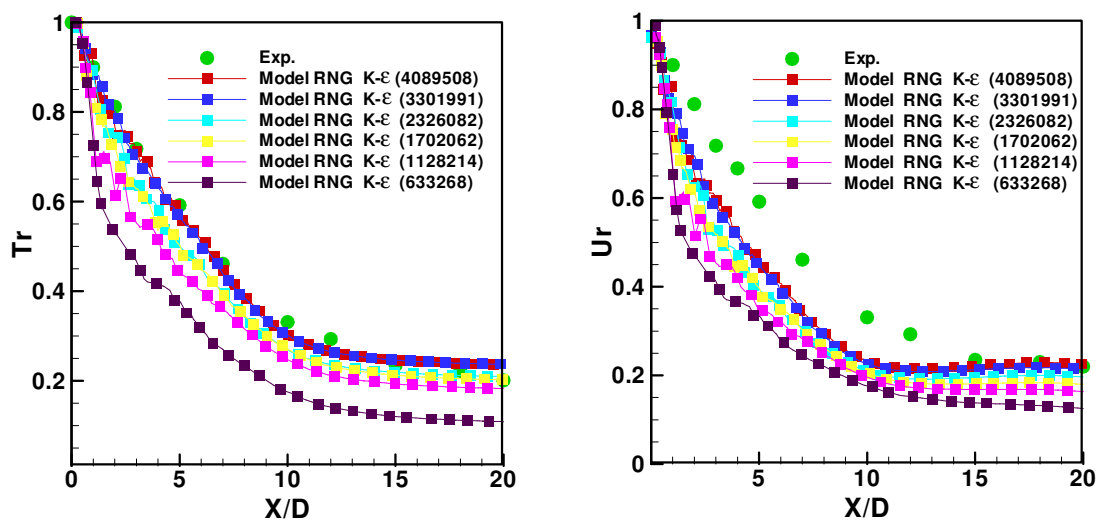 1
0.8
0.6
0.4
0.2
0
5
10
15
20
Tr
X/D
Exp.
Model RNG K-ε (4089508)
Model RNG K-ε (3301991)
Model RNG K-ε (2326082)
Model RNG K-ε (1702062)
Model RNG K-ε (1128214)
Model RNG K-ε (633268)
1
0.8
0.6
0.4
0.2
0
0
5
10
15
20
Ur
X/D
Exp.
Model RNG K-ε (4089508)
Model RNG K-ε (3301991)
Model RNG K-ε (2326082)
Model RNG K-ε (1702062)
Model RNG K-ε (1128214)
Model RNG K-ε (633268)